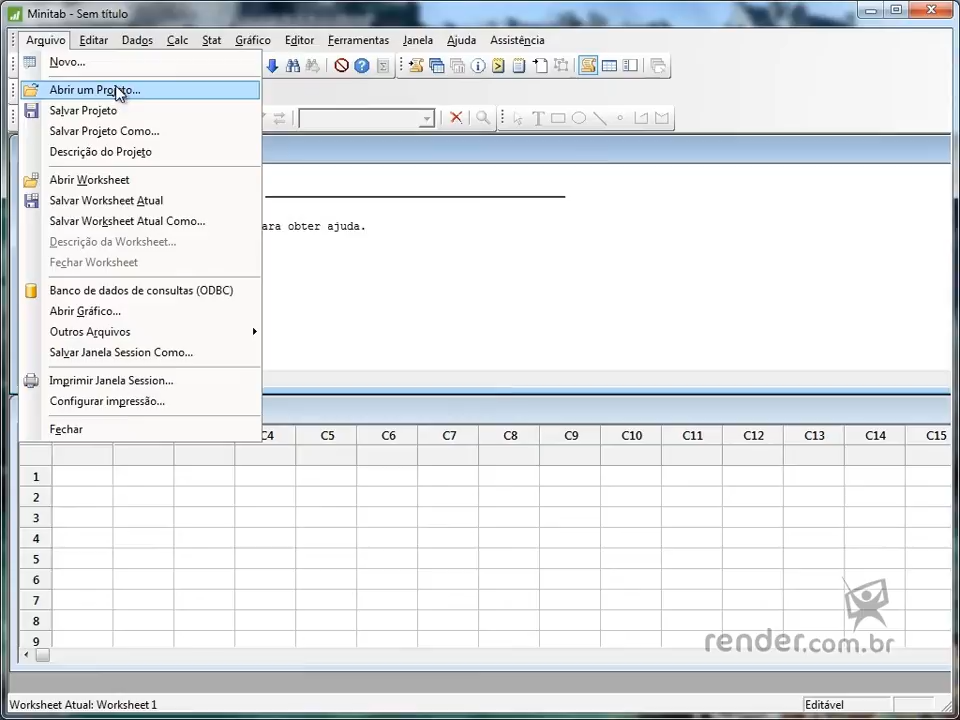 Minitab - Sem título
Arquivo Editar Dados Calc Stat Gráfico Editor Ferramentas Janela Ajuda Assistência
Novo...
Abrir um Projeto...
Salvar Projeto
Salvar Projeto Como...
Descrição do Projeto
Abrir Worksheet
Salvar Worksheet Atual
Salvar Worksheet Atual Como...
Descrição da Worksheet...
Fechar Worksheet
Banco de dados de consultas (ODBC)
Abrir Gráfico...
Outros Arquivos
Salvar Janela Session Como...
Imprimir Janela Session...
Configurar impressão...
Fechar
ara obter ajuda.
C4 C5 C6 C7 C8 C9 C10 C11 C12 C13 C14 C15
1
2
3
4
5
6
7
8
9
render.com.br
Worksheet Atual: Worksheet 1 Editável